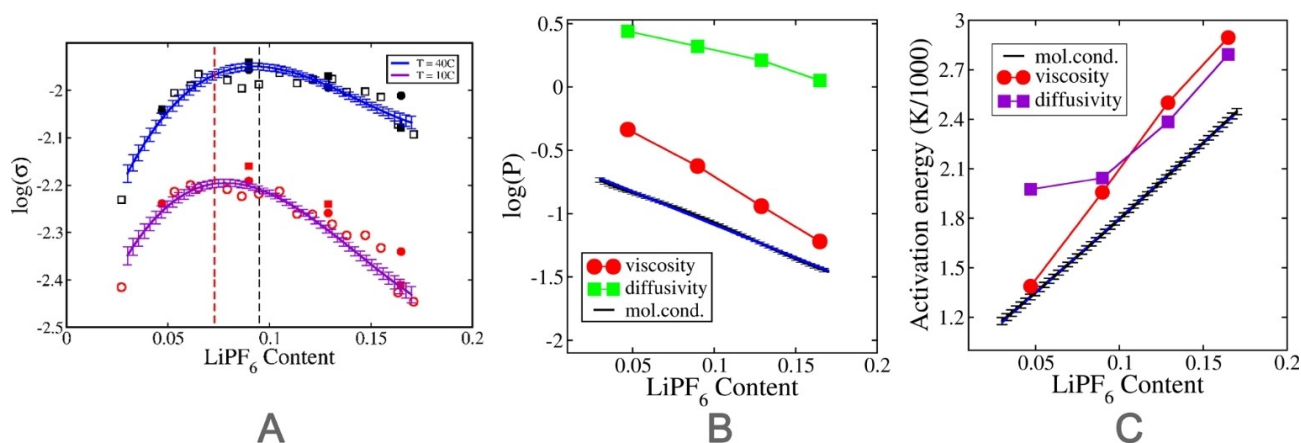 log(σ)
-2
-2.1
-2.2
-2.3
-2.4
-2.5
T = 40C
T = 10C
0
0.05
0.1
0.15
0.2
LiPF6 Content
A
log(P)
0.5
0
-0.5
-1
-1.5
-2
viscosity
diffusivity
mol.cond.
0.05
0.1
0.15
0.2
LiPF6 Content
B
Activation energy (K/1000)
3
2.7
2.4
2.1
1.8
1.5
1.2
mol.cond.
viscosity
diffusivity
0.05
0.1
0.15
0.2
LiPF6 Content
C